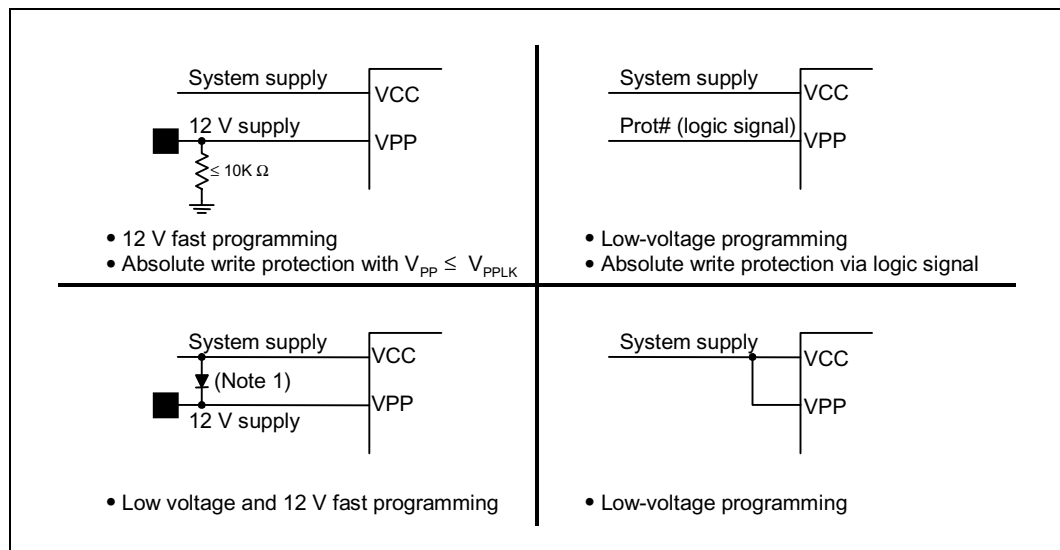 System supply
VCC
12 V supply
VPP
≤ 10K Ω
• 12 V fast programming
• Absolute write protection with VPP ≤ VPPLK
System supply
VCC
Prot# (logic signal)
VPP
• Low-voltage programming
• Absolute write protection via logic signal
System supply
VCC
(Note 1)
VPP
12 V supply
• Low voltage and 12 V fast programming
System supply
VCC
VPP
• Low-voltage programming